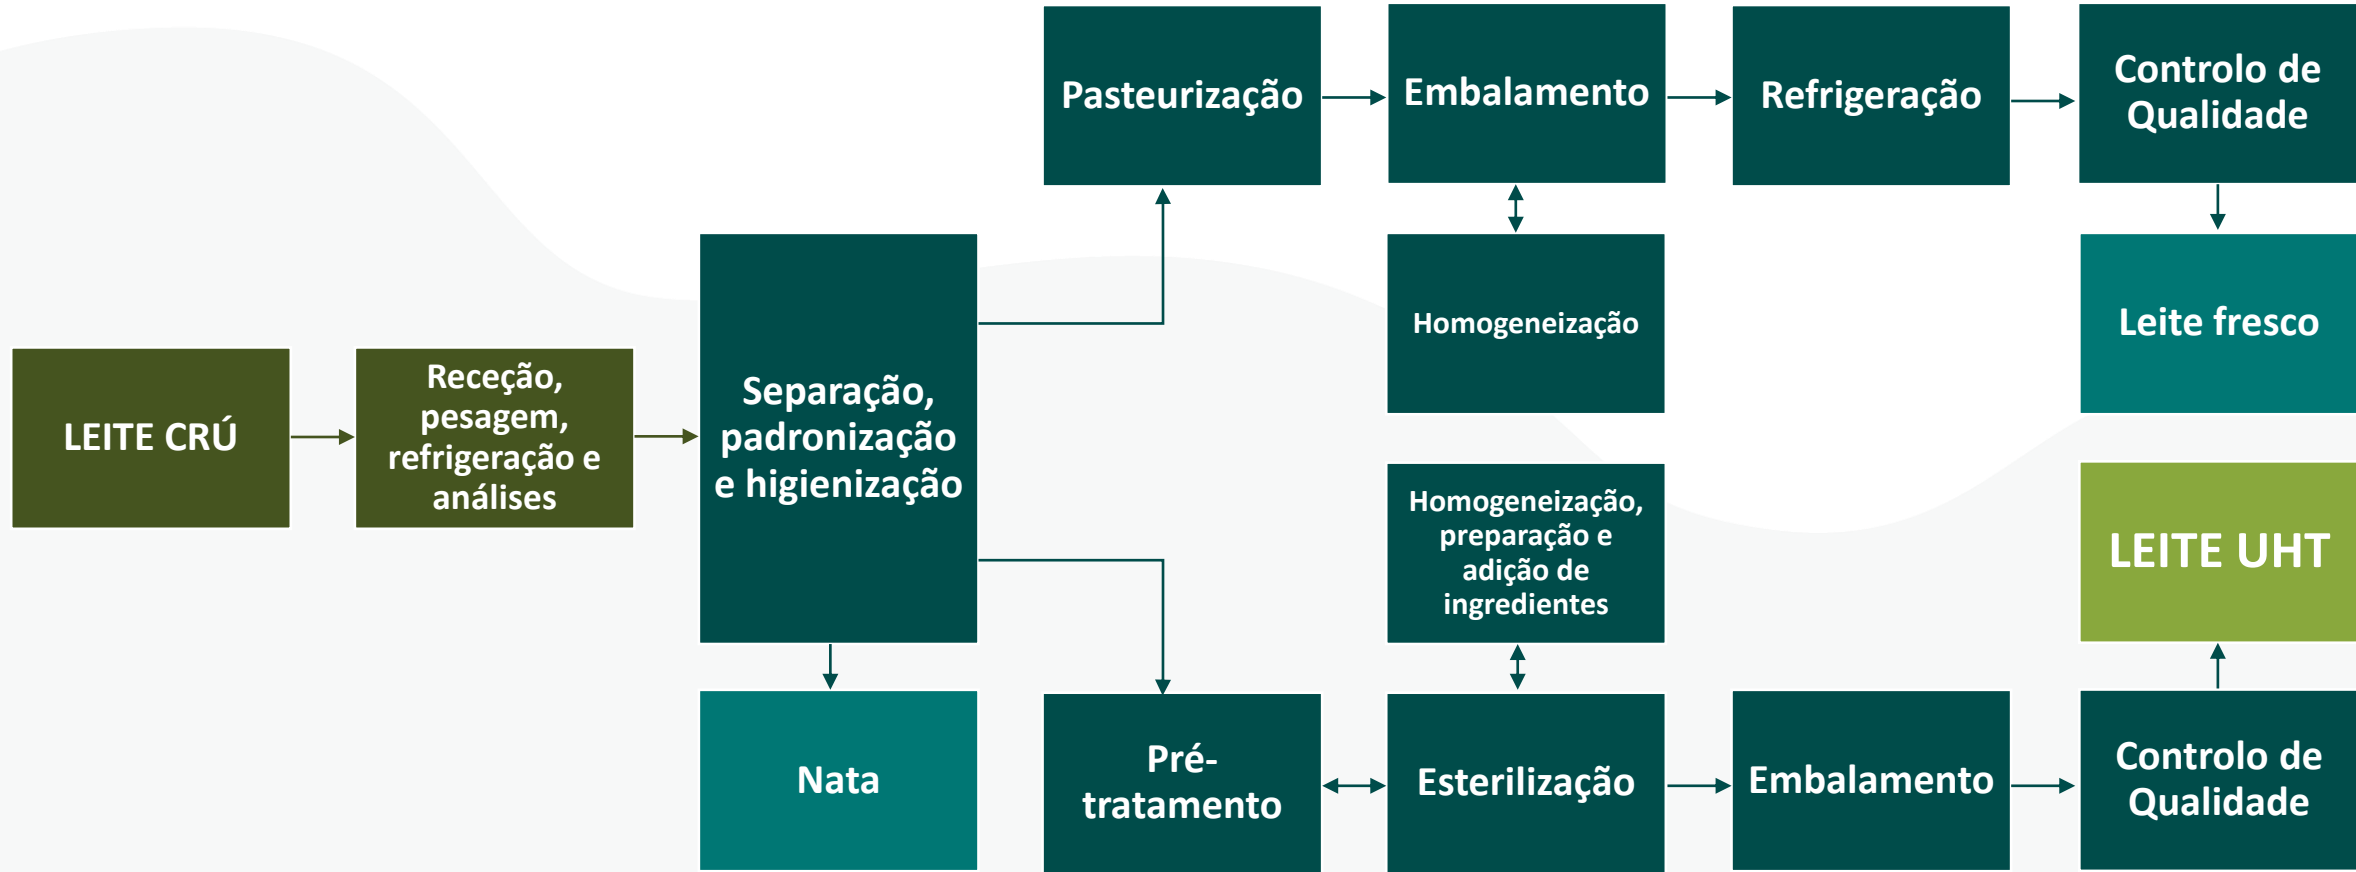 Pasteurização
Embalamento
Refrigeração
Controlo de
Qualidade
Homogeneização
Leite fresco
LEITE CRÚ
Receção,
pesagem,
refrigeração e
análises
Separação,
padronização
e higienização
Homogeneização,
preparação e
adição de
ingredientes
LEITE UHT
Nata
Pré-
tratamento
Esterilização
Embalamento
Controlo de
Qualidade